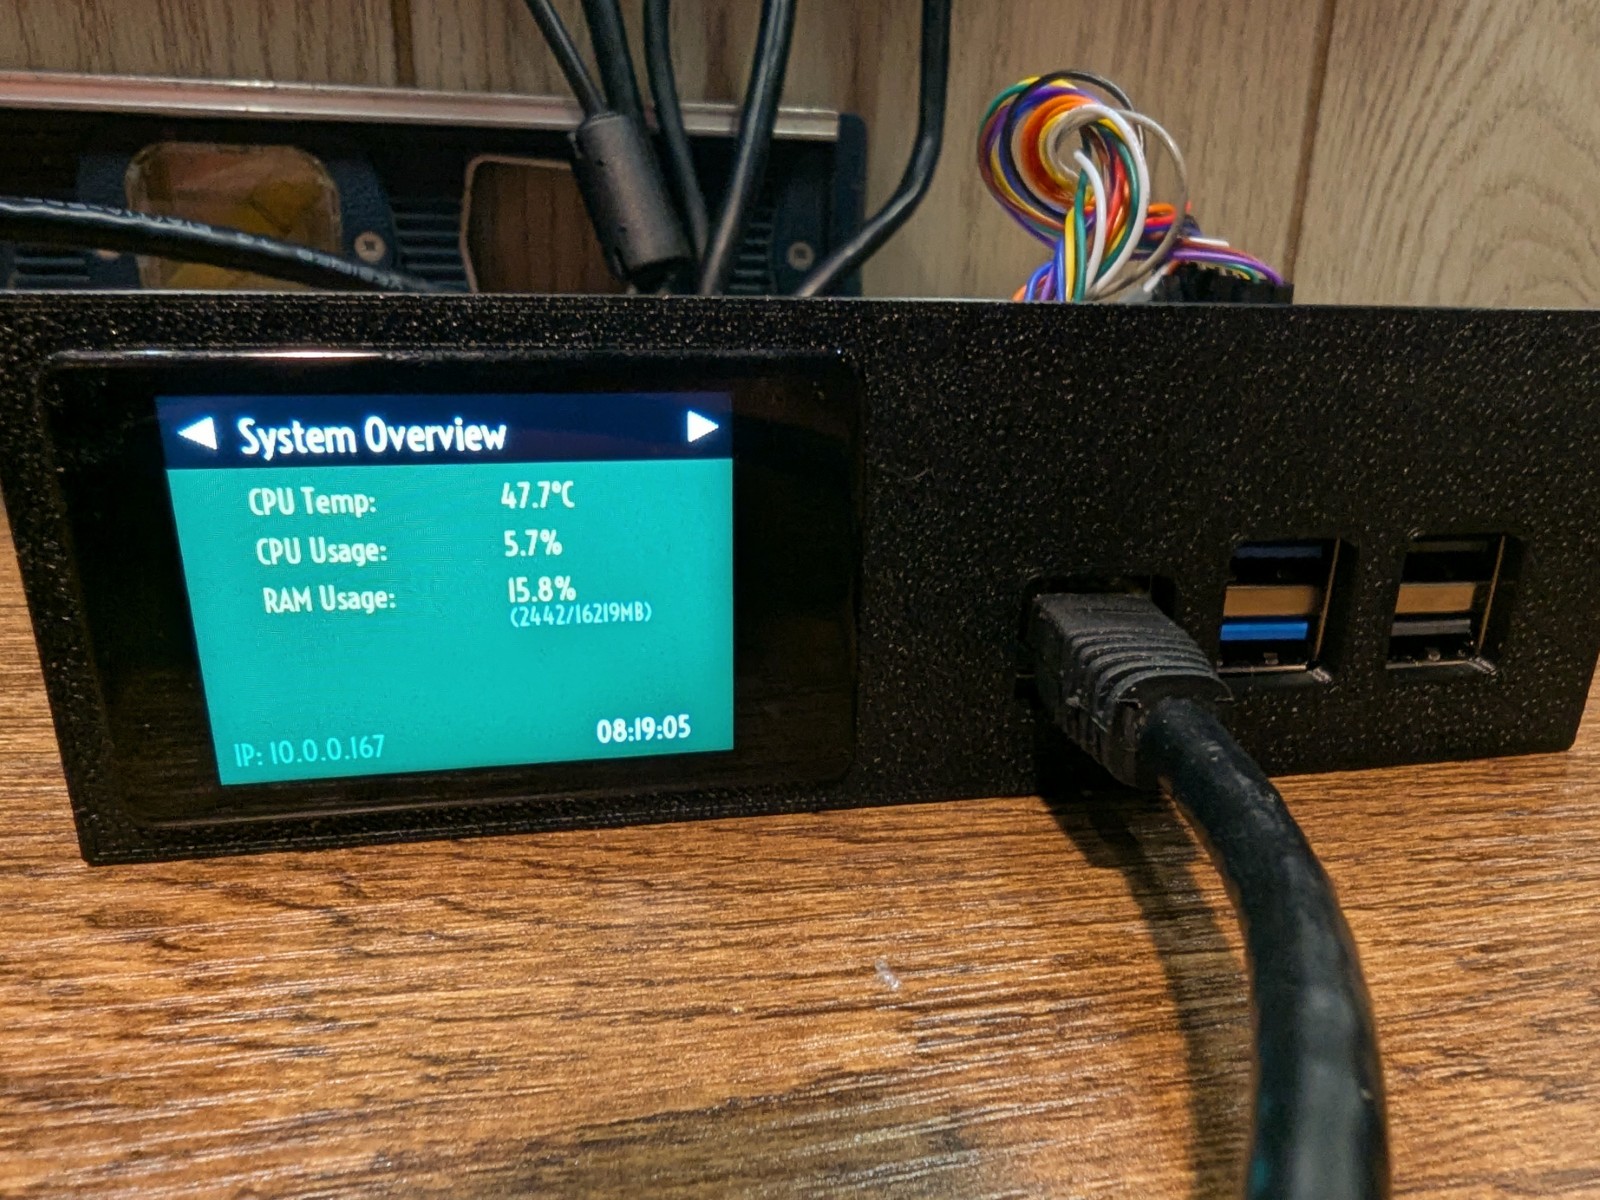 System Overview
CPU Temp: 47.7°C
CPU Usage: 5.7%
RAM Usage: 15.8%
(2442/16219MB)
08:19:05
IP: 10.0.0.167